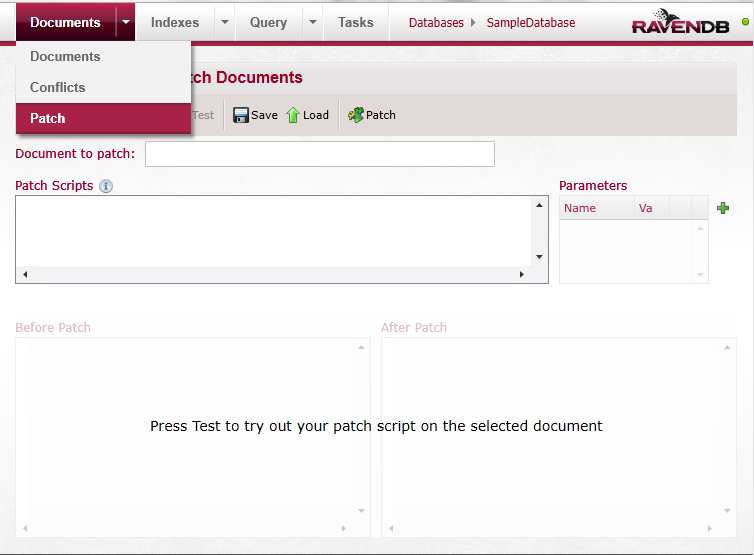 Documents Indexes Query Tasks Databases SampleDatabase RAVENDB
Documents
Conflicts
Patch
tch Documents
Test Save Load Patch
Document to patch:
Patch Scripts Parameters
Name Va
Before Patch After Patch
Press Test to try out your patch script on the selected document